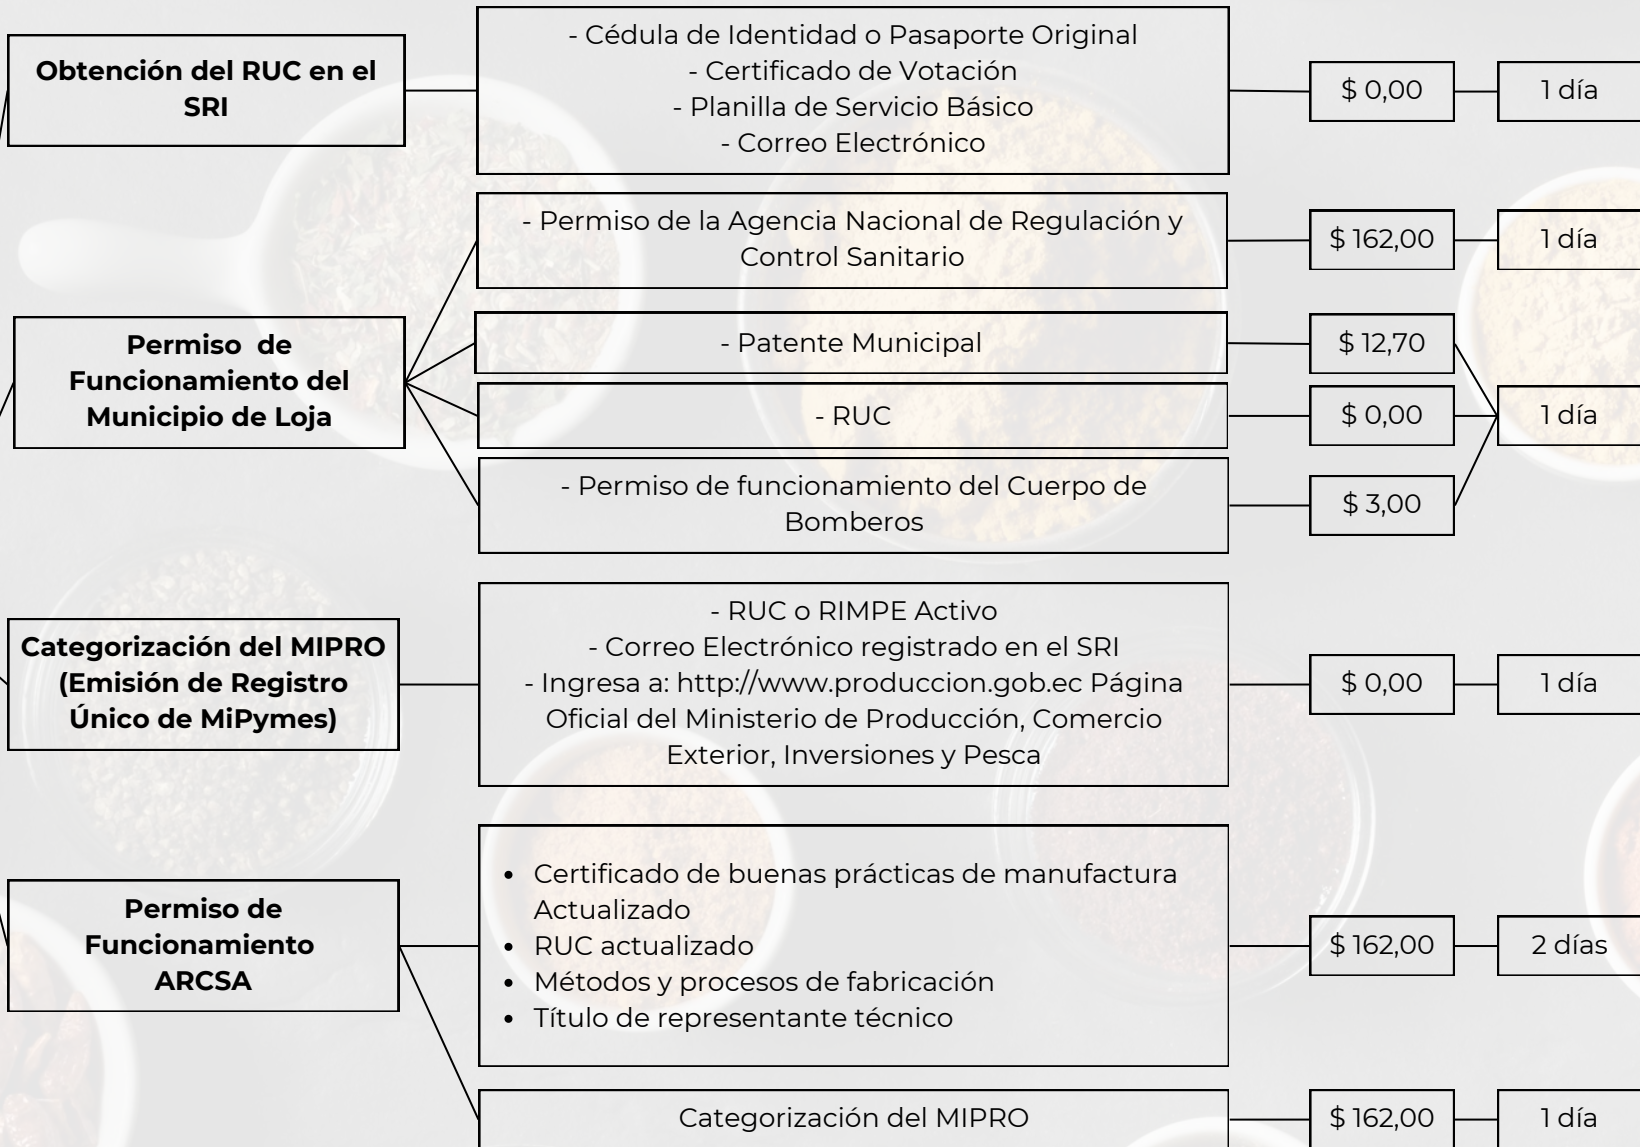 Obtención del RUC en el
SRI
- Cédula de Identidad o Pasaporte Original
- Certificado de Votación
- Planilla de Servicio Básico
- Correo Electrónico
$ 0,00
1 día
Permiso de
Funcionamiento del
Municipio de Loja
- Permiso de la Agencia Nacional de Regulación y
Control Sanitario
$ 162,00
1 día
- Patente Municipal
$ 12,70
- RUC
$ 0,00
1 día
- Permiso de funcionamiento del Cuerpo de
Bomberos
$ 3,00
Categorización del MIPRO
(Emisión de Registro
Único de MiPymes)
- RUC o RIMPE Activo
- Correo Electrónico registrado en el SRI
- Ingresa a: http://www.produccion.gob.ec Página
Oficial del Ministerio de Producción, Comercio
Exterior, Inversiones y Pesca
$ 0,00
1 día
Permiso de
Funcionamiento
ARCSA
• Certificado de buenas prácticas de manufactura
Actualizado
• RUC actualizado
• Métodos y procesos de fabricación
• Título de representante técnico
$ 162,00
2 días
Categorización del MIPRO
$ 162,00
1 día